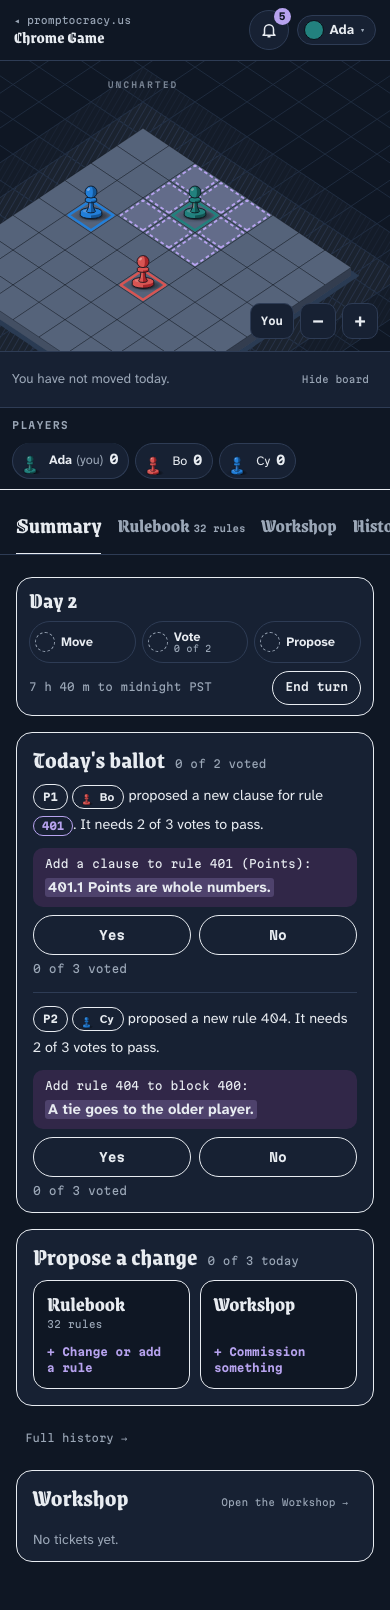 ◂ promptocracy.us
Chrome Game
5
Ada ▾
UNCHARTED
You
−
+
You have not moved today.
Hide board
PLAYERS
Ada (you) 0
Bo 0
Cy 0
Summary
Rulebook 32 rules
Workshop
Histo
Day 2
Move
Vote
0 of 2
Propose
7 h 40 m to midnight PST
End turn
Today's ballot 0 of 2 voted
P1 Bo proposed a new clause for rule
401. It needs 2 of 3 votes to pass.
Add a clause to rule 401 (Points):
401.1 Points are whole numbers.
Yes
No
0 of 3 voted
P2 Cy proposed a new rule 404. It needs
2 of 3 votes to pass.
Add rule 404 to block 400:
A tie goes to the older player.
Yes
No
0 of 3 voted
Propose a change 0 of 3 today
Rulebook
32 rules
+ Change or add
a rule
Workshop
+ Commission
something
Full history →
Workshop
Open the Workshop →
No tickets yet.